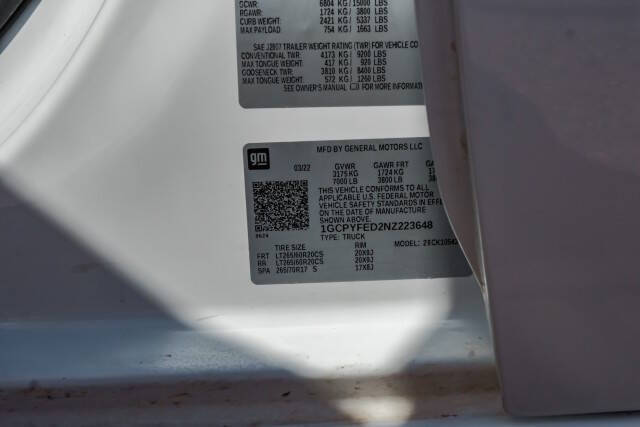 GCWR: 6804 KG/ 15000 LBS
RGAWR: 1724 KG/ 3800 LBS
CURB WEIGHT: 2421 KG/ 5337 LBS
MAX PAYLOAD: 754 KG/ 1663 LBS
SAE J2807 TRAILER WEIGHT RATING (TWR) FOR VEHICLE CO
CONVENTIONAL TWR: 4173 KG/ 9200 LBS
MAX TONGUE WEIGHT: 417 KG/ 920 LBS
GOOSENECK TWR: 3810 KG/ 8400 LBS
MAX TONGUE WEIGHT: 572 KG/ 1260 LBS
SEE OWNER'S MANUAL FOR MORE INFORMAT
gm
MFD BY GENERAL MOTORS LLC
03/22 GVWR GAWR FRT GA
3175 KG 1724 KG
7000 LB 3800 LB
THIS VEHICLE CONFORMS TO ALL
APPLICABLE U.S. FEDERAL MOTOR
VEHICLE SAFETY STANDARDS IN EF
THE DATE OF MANUFACTURE
SHOWN ABOVE.
1GCPYFED2NZ223648
TYPE: TRUCK
TIRE SIZE RIM MODEL:
FRT LT265/60R20CS 20X9J
RR LT265/60R20CS 20X9J
SPA 265/70R17 S 17X8J